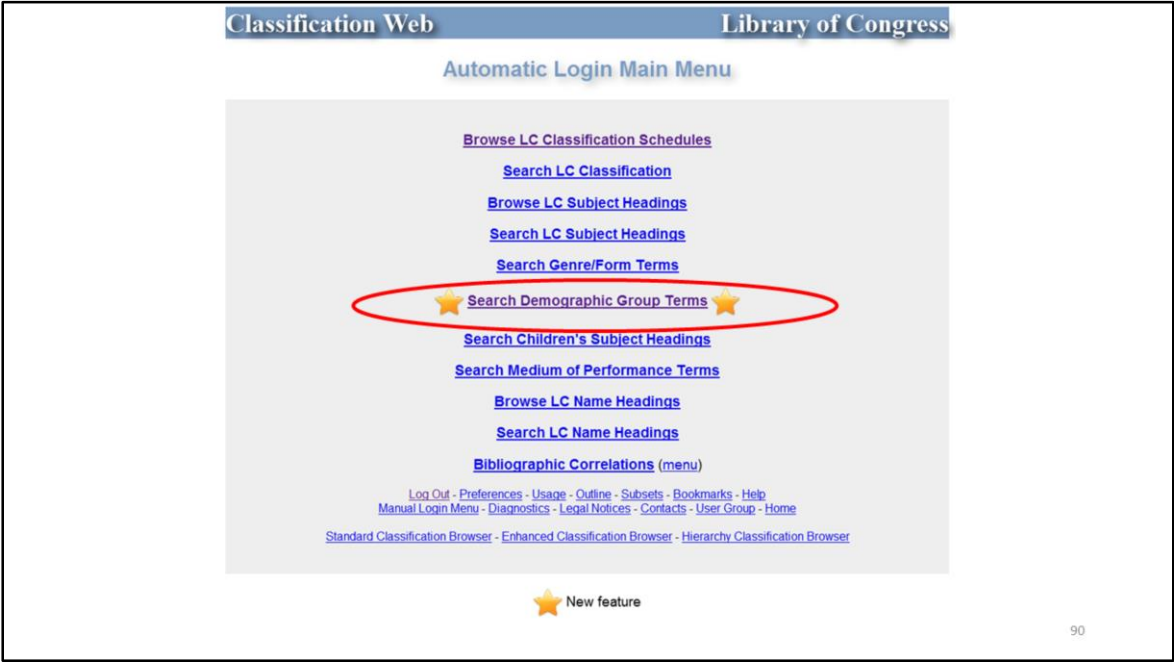 Classification Web Library of Congress
Automatic Login Main Menu
Browse LC Classification Schedules
Search LC Classification
Browse LC Subject Headings
Search LC Subject Headings
Search Genre/Form Terms
Search Demographic Group Terms
Search Children's Subject Headings
Search Medium of Performance Terms
Browse LC Name Headings
Search LC Name Headings
Bibliographic Correlations (menu)
Log Out - Preferences - Usage - Outline - Subsets - Bookmarks - Help
Manual Login Menu - Diagnostics - Legal Notices - Contacts - User Group - Home
Standard Classification Browser - Enhanced Classification Browser - Hierarchy Classification Browser
New feature
90